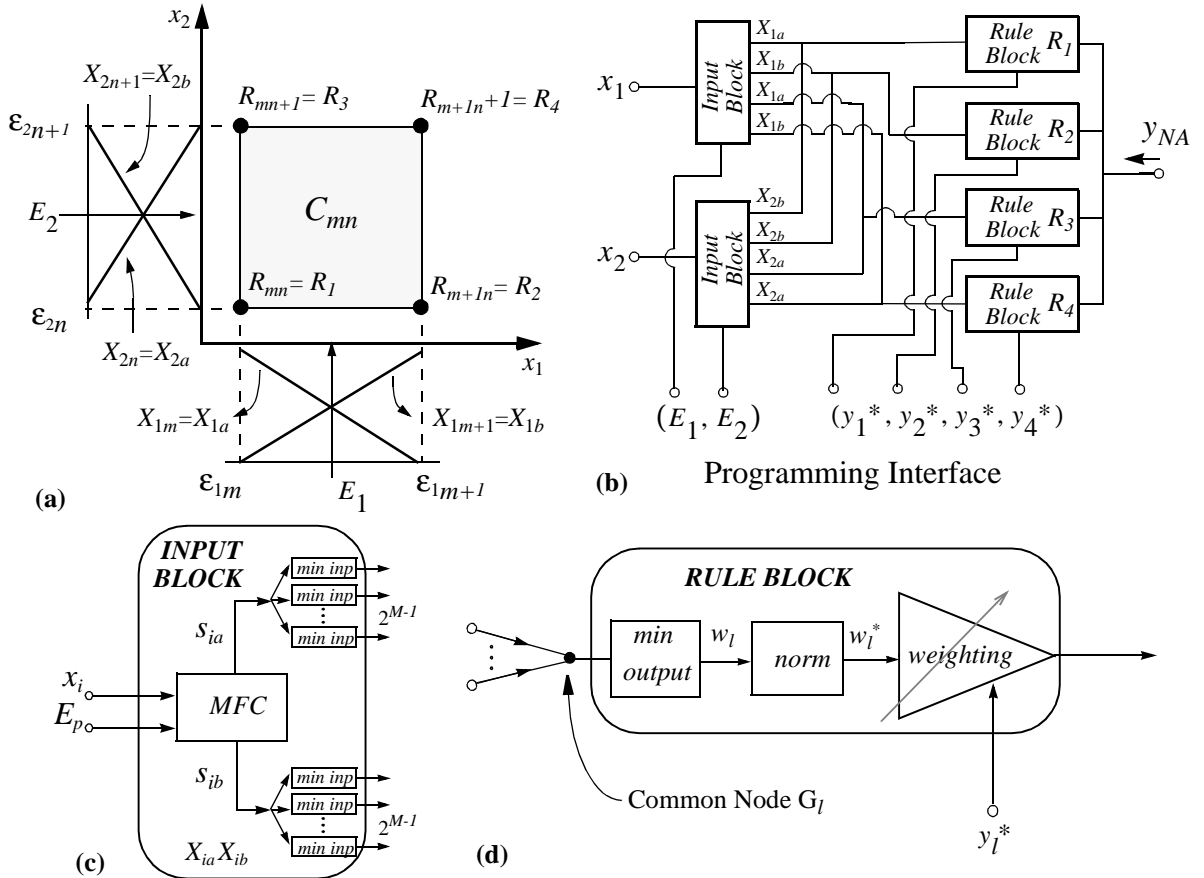 x2
X2n+1=X2b
ε2n+1
Rmn+1= R3
Rm+1n+1= R4
E2
Cmn
Rmn= R1
Rm+1n= R2
ε2n
X2n=X2a
x1
X1m=X1a
X1m+1=X1b
ε1m
E1
ε1m+1
(a)
x1
Input Block
X1a
X1b
X1a
X1b
x2
Input Block
X2b
X2b
X2a
X2a
Rule Block R1
Rule Block R2
Rule Block R3
Rule Block R4
yNA
(E1, E2)
(y1*, y2*, y3*, y4*)
(b)
Programming Interface
INPUT
BLOCK
min inp
min inp
min inp
2M-1
sia
xi
Ep
MFC
sib
min inp
min inp
min inp
2M-1
XiaXib
(c)
RULE BLOCK
min
output
wl
norm
wl*
weighting
Common Node Gl
yl*
(d)